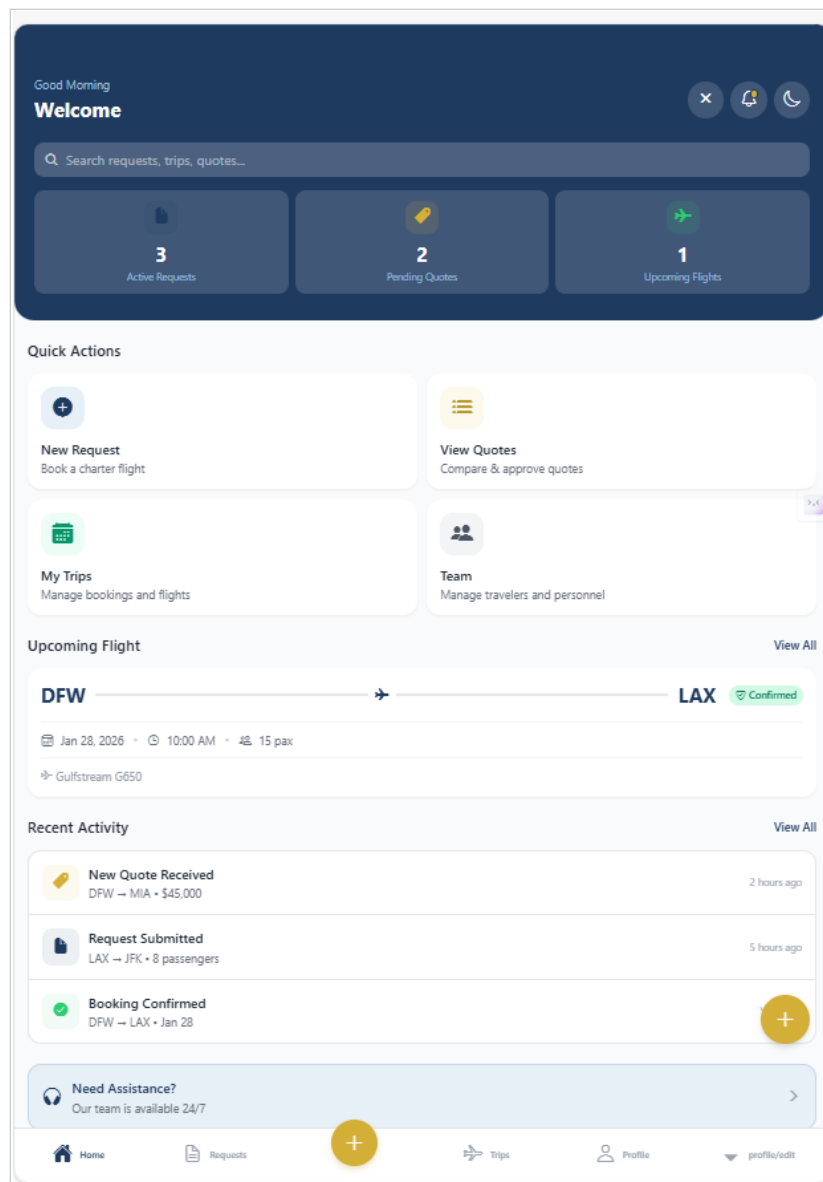 Good Morning
Welcome
Search requests, trips, quotes...
3
Active Requests
2
Pending Quotes
1
Upcoming Flights
Quick Actions
New Request
Book a charter flight
View Quotes
Compare & approve quotes
My Trips
Manage bookings and flights
Team
Manage travelers and personnel
Upcoming Flight
View All
DFW
LAX
Confirmed
Jan 28, 2026 • 10:00 AM • 15 pax
Gulfstream G650
Recent Activity
View All
New Quote Received
DFW → MIA • $45,000
2 hours ago
Request Submitted
LAX → JFK • 8 passengers
5 hours ago
Booking Confirmed
DFW → LAX • Jan 28
Need Assistance?
Our team is available 24/7
Home
Requests
Trips
Profile
profile/edit